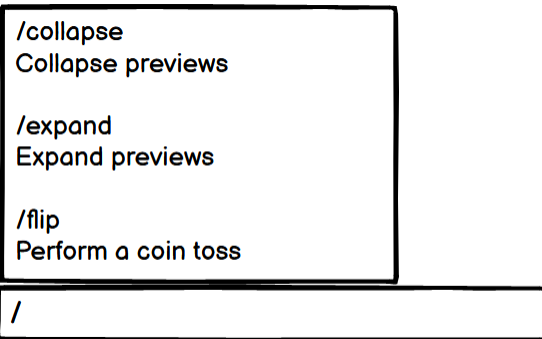 /collapse
Collapse previews
/expand
Expand previews
/flip
Perform a coin toss
/